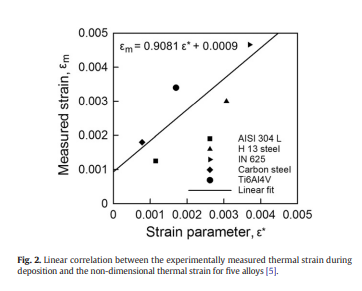 0.005
0.004
0.003
0.002
0.001
0
Measured strain, εm
εm = 0.9081 ε* + 0.0009
AISI 304 L
H 13 steel
IN 625
Carbon steel
Ti6Al4V
Linear fit
0 0.001 0.002 0.003 0.004 0.005
Strain parameter, ε*
Fig. 2. Linear correlation between the experimentally measured thermal strain during
deposition and the non-dimensional thermal strain for five alloys [5].